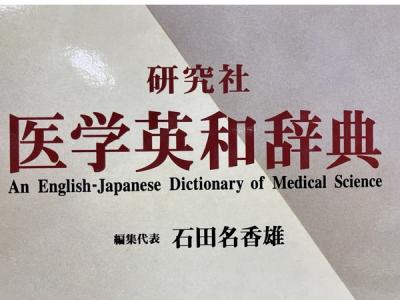 研究社
医学英和辞典
An English-Japanese Dictionary of Medical Science
編集代表 石田名香雄